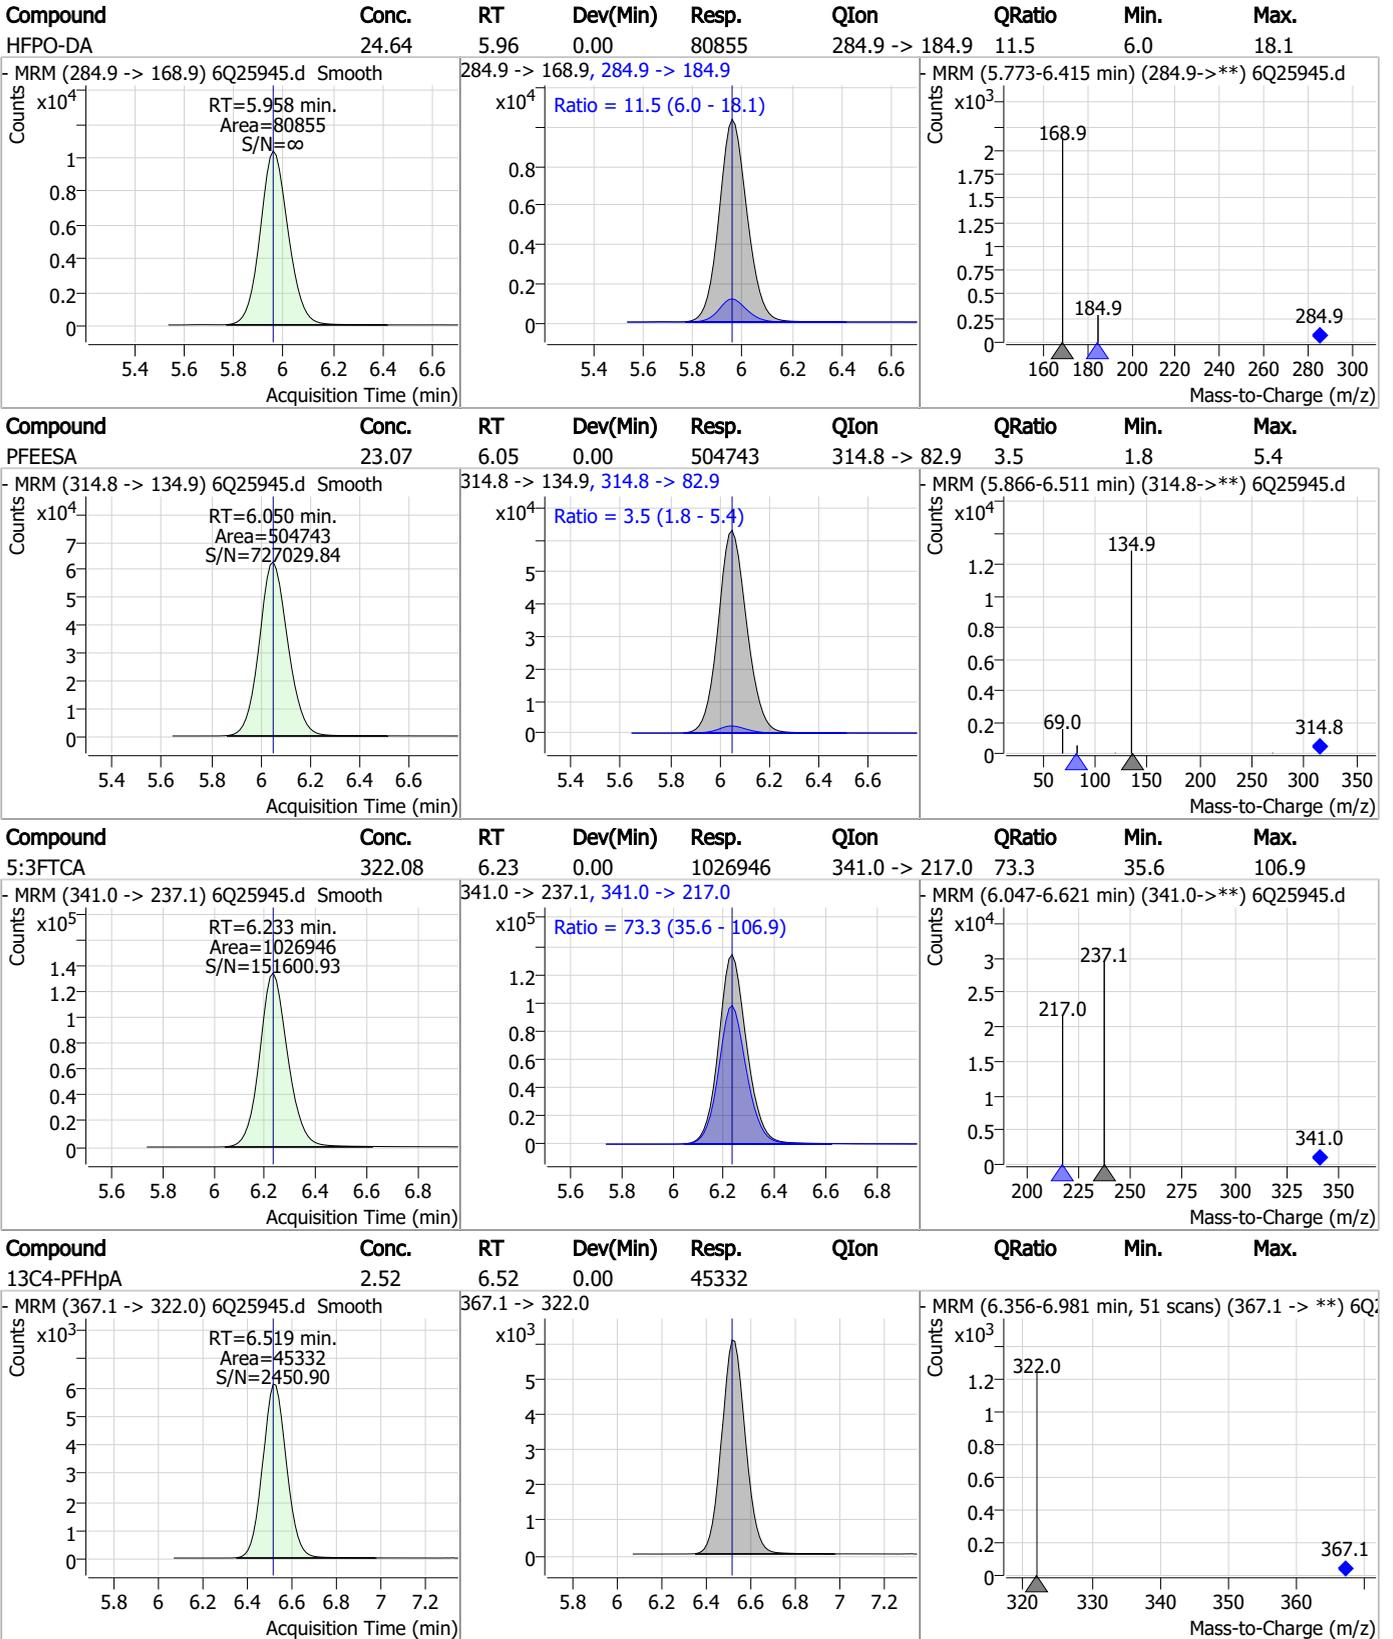 Compound Conc. RT Dev(Min) Resp. QIon QRatio Min. Max.
HFPO-DA 24.64 5.96 0.00 80855 284.9 -> 184.9 11.5 6.0 18.1
- MRM (284.9 -> 168.9) 6Q25945.d Smooth
Counts
x10⁴
RT=5.958 min.
Area=80855
S/N=∞
1
0.8
0.6
0.4
0.2
0
5.4 5.6 5.8 6 6.2 6.4 6.6
Acquisition Time (min)
284.9 -> 168.9, 284.9 -> 184.9
x10⁴
Ratio = 11.5 (6.0 - 18.1)
0.8
0.6
0.4
0.2
0
5.4 5.6 5.8 6 6.2 6.4 6.6
- MRM (5.773-6.415 min) (284.9->**) 6Q25945.d
Counts
x10³
168.9
184.9
284.9
2
1.75
1.5
1.25
1
0.75
0.5
0.25
0
160 180 200 220 240 260 280 300
Mass-to-Charge (m/z)
Compound Conc. RT Dev(Min) Resp. QIon QRatio Min. Max.
PFEESA 23.07 6.05 0.00 504743 314.8 -> 82.9 3.5 1.8 5.4
- MRM (314.8 -> 134.9) 6Q25945.d Smooth
Counts
x10⁴
RT=6.050 min.
Area=504743
S/N=727029.84
7
6
5
4
3
2
1
0
5.4 5.6 5.8 6 6.2 6.4 6.6
Acquisition Time (min)
314.8 -> 134.9, 314.8 -> 82.9
x10⁴
Ratio = 3.5 (1.8 - 5.4)
5
4
3
2
1
0
5.4 5.6 5.8 6 6.2 6.4 6.6
- MRM (5.866-6.511 min) (314.8->**) 6Q25945.d
Counts
x10⁴
134.9
69.0
314.8
1.2
1
0.8
0.6
0.4
0.2
0
50 100 150 200 250 300 350
Mass-to-Charge (m/z)
Compound Conc. RT Dev(Min) Resp. QIon QRatio Min. Max.
5:3FTCA 322.08 6.23 0.00 1026946 341.0 -> 217.0 73.3 35.6 106.9
- MRM (341.0 -> 237.1) 6Q25945.d Smooth
Counts
x10⁵
RT=6.233 min.
Area=1026946
S/N=151600.93
1.4
1.2
1
0.8
0.6
0.4
0.2
0
5.6 5.8 6 6.2 6.4 6.6 6.8
Acquisition Time (min)
341.0 -> 237.1, 341.0 -> 217.0
x10⁵
Ratio = 73.3 (35.6 - 106.9)
1.2
1
0.8
0.6
0.4
0.2
0
5.6 5.8 6 6.2 6.4 6.6 6.8
- MRM (6.047-6.621 min) (341.0->**) 6Q25945.d
Counts
x10⁴
237.1
217.0
341.0
3
2.5
2
1.5
1
0.5
0
200 225 250 275 300 325 350
Mass-to-Charge (m/z)
Compound Conc. RT Dev(Min) Resp. QIon QRatio Min. Max.
13C4-PFHpA 2.52 6.52 0.00 45332
- MRM (367.1 -> 322.0) 6Q25945.d Smooth
Counts
x10³
RT=6.519 min.
Area=45332
S/N=2450.90
6
5
4
3
2
1
0
5.8 6 6.2 6.4 6.6 6.8 7 7.2
Acquisition Time (min)
367.1 -> 322.0
x10³
5
4
3
2
1
0
5.8 6 6.2 6.4 6.6 6.8 7 7.2
- MRM (6.356-6.981 min, 51 scans) (367.1 -> **)
Counts
x10³
322.0
367.1
1.2
1
0.8
0.6
0.4
0.2
0
320 330 340 350 360
Mass-to-Charge (m/z)